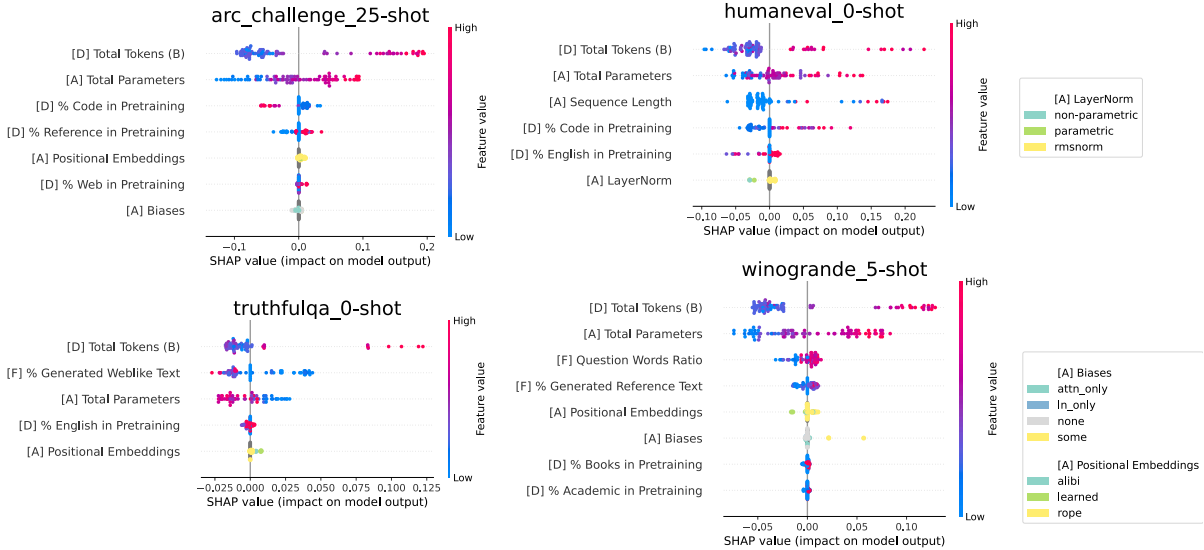 arc_challenge_25-shot
[D] Total Tokens (B)
[A] Total Parameters
[D] % Code in Pretraining
[D] % Reference in Pretraining
[A] Positional Embeddings
[D] % Web in Pretraining
[A] Biases
−0.1 0.0 0.1 0.2
SHAP value (impact on model output)
High
Feature value
Low
humaneval_0-shot
[D] Total Tokens (B)
[A] Total Parameters
[A] Sequence Length
[D] % Code in Pretraining
[D] % English in Pretraining
[A] LayerNorm
−0.10 −0.05 0.00 0.05 0.10 0.15 0.20
SHAP value (impact on model output)
High
Feature value
Low
[A] LayerNorm
non-parametric
parametric
rmsnorm
truthfulqa_0-shot
[D] Total Tokens (B)
[F] % Generated Weblike Text
[A] Total Parameters
[D] % English in Pretraining
[A] Positional Embeddings
−0.025 0.000 0.025 0.050 0.075 0.100 0.125
SHAP value (impact on model output)
High
Feature value
Low
winogrande_5-shot
[D] Total Tokens (B)
[A] Total Parameters
[F] Question Words Ratio
[F] % Generated Reference Text
[A] Positional Embeddings
[A] Biases
[D] % Books in Pretraining
[D] % Academic in Pretraining
−0.05 0.00 0.05 0.10
SHAP value (impact on model output)
High
Feature value
Low
[A] Biases
attn_only
ln_only
none
some
[A] Positional Embeddings
alibi
learned
rope